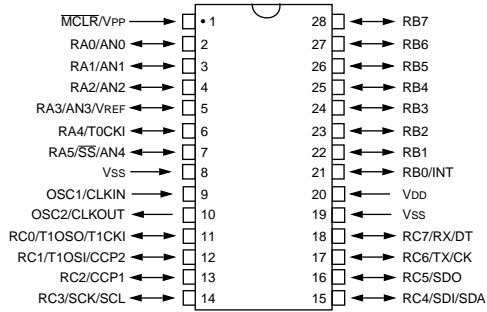 MCLR/VPP 1 28 RB7
RA0/AN0 2 27 RB6
RA1/AN1 3 26 RB5
RA2/AN2 4 25 RB4
RA3/AN3/VREF 5 24 RB3
RA4/T0CKI 6 23 RB2
RA5/SS/AN4 7 22 RB1
VSS 8 21 RB0/INT
OSC1/CLKIN 9 20 VDD
OSC2/CLKOUT 10 19 VSS
RC0/T1OSO/T1CKI 11 18 RC7/RX/DT
RC1/T1OSI/CCP2 12 17 RC6/TX/CK
RC2/CCP1 13 16 RC5/SDO
RC3/SCK/SCL 14 15 RC4/SDI/SDA